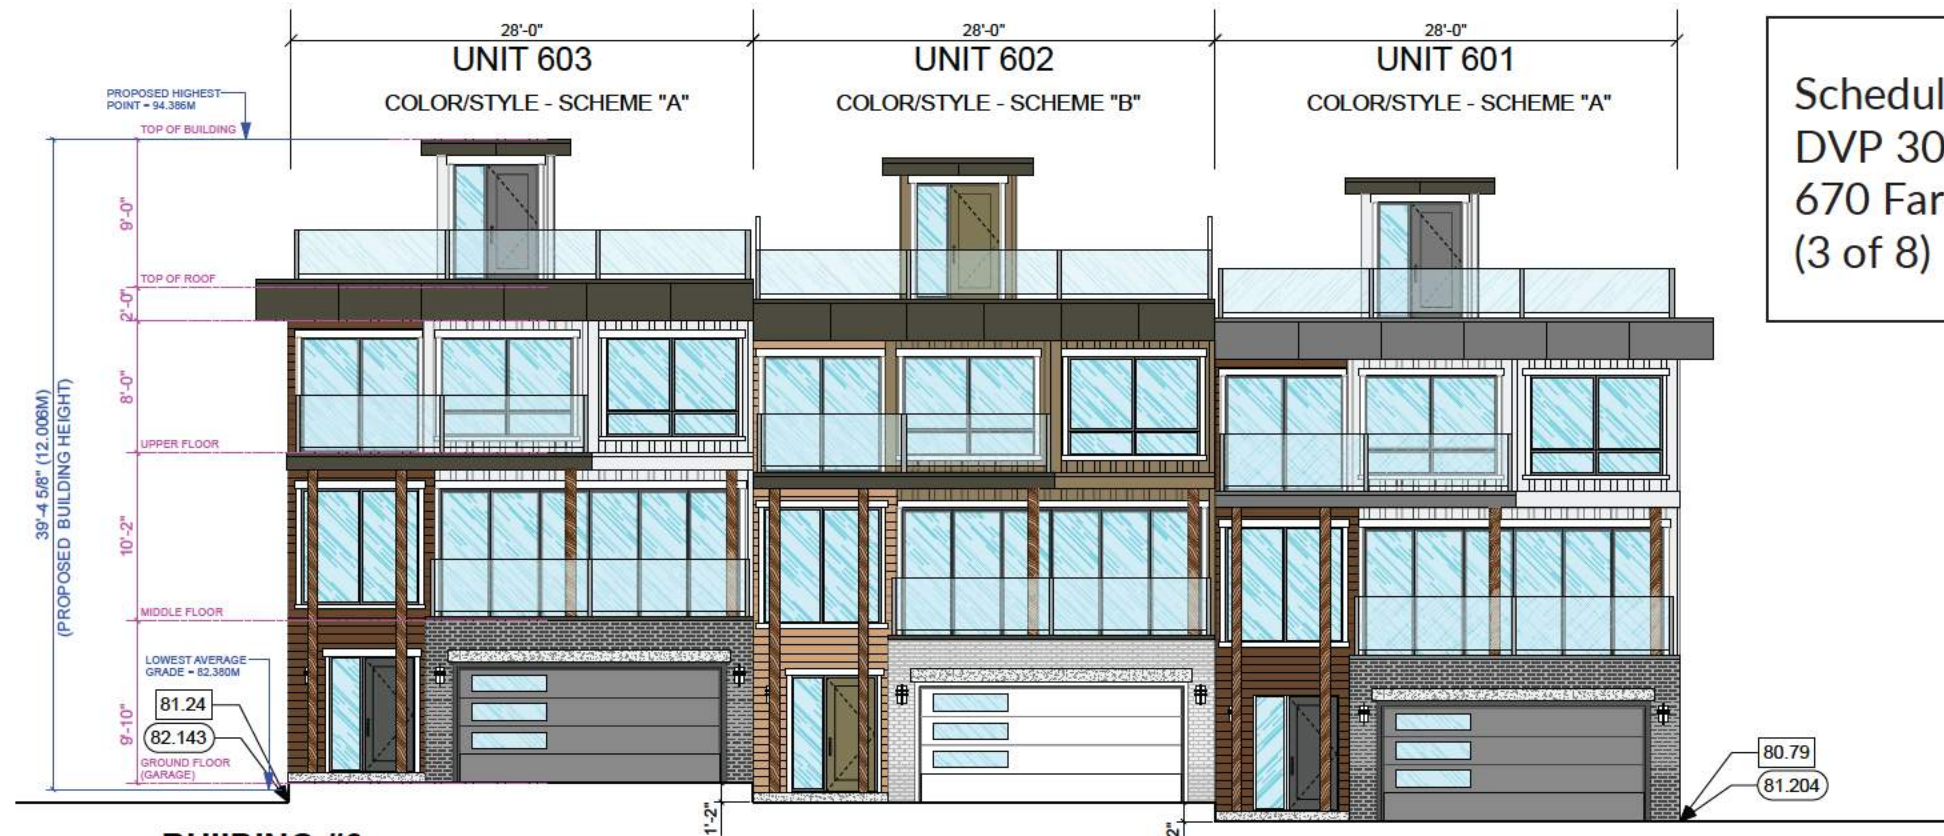 28'-0"
28'-0"
28'-0"
UNIT 603
UNIT 602
UNIT 601
COLOR/STYLE - SCHEME "A"
COLOR/STYLE - SCHEME "B"
COLOR/STYLE - SCHEME "A"
Schedul
DVP 30
670 Far
(3 of 8)
PROPOSED HIGHEST
POINT = 94.386M
TOP OF BUILDING
9'-0"
TOP OF ROOF
2'-0"
8'-0"
39'-4 5/8" (12.006M)
(PROPOSED BUILDING HEIGHT)
UPPER FLOOR
10'-2"
MIDDLE FLOOR
LOWEST AVERAGE
GRADE = 82.380M
81.24
82.143
9'-10"
GROUND FLOOR
(GARAGE)
80.79
81.204
1'-2"
2"